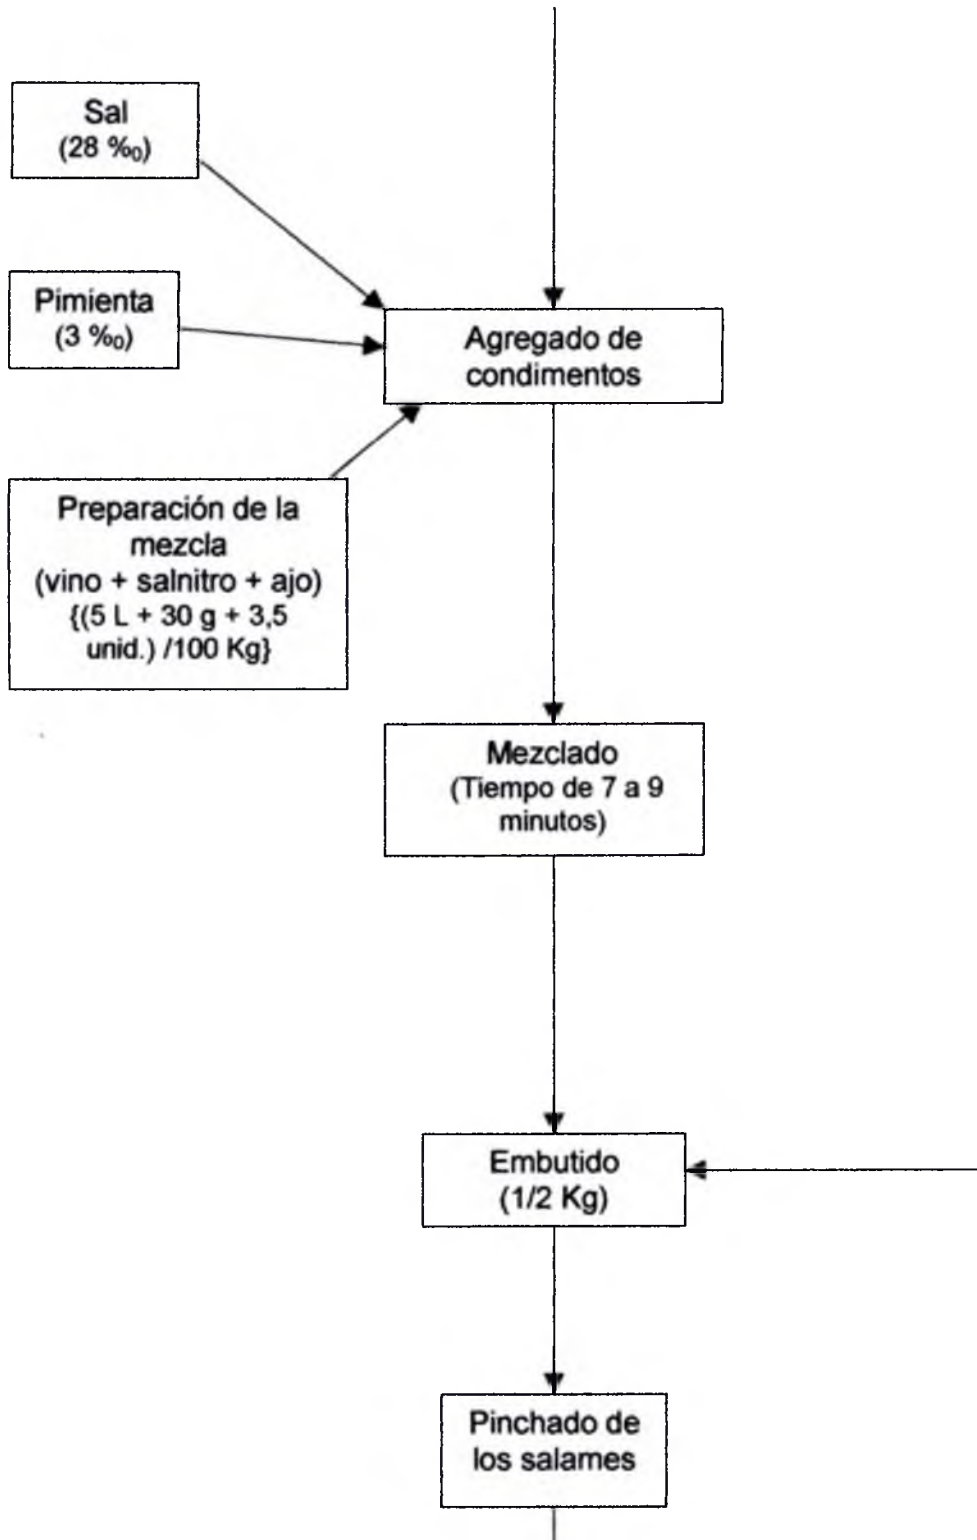 Sal
(28 ‰)
Pimienta
(3 ‰)
Agregado de
condimentos
Preparación de la
mezcla
(vino + salnitro + ajo)
{(5 L + 30 g + 3,5
unid.) /100 Kg}
Mezclado
(Tiempo de 7 a 9
minutos)
Embutido
(1/2 Kg)
Pinchado de
los salames